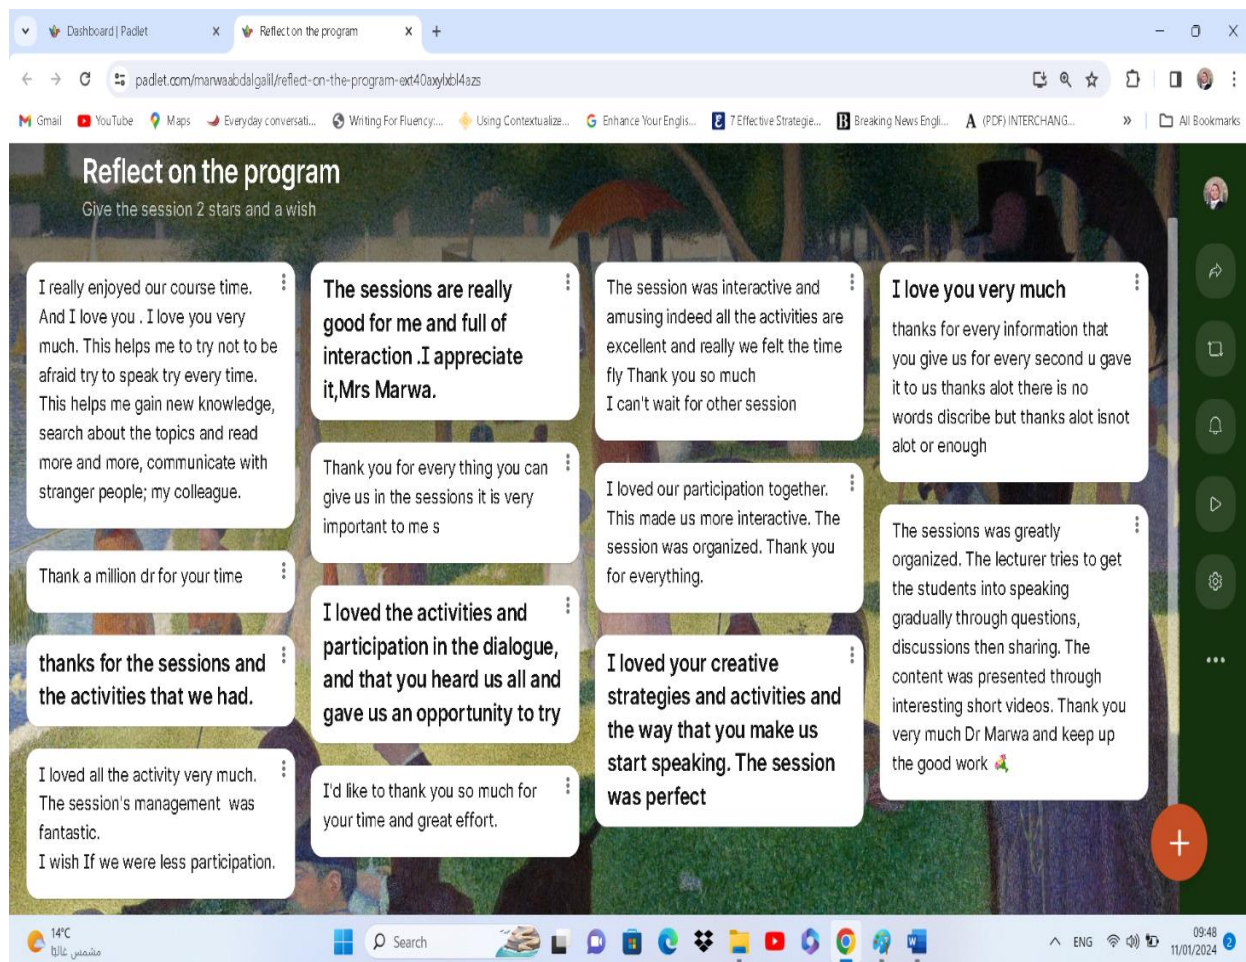 Dashboard | Padlet
Reflect on the program
padlet.com/marwaabdalgalil/reflect-on-the-program-ext40axylxbl4azs
Gmail
YouTube
Maps
Everyday conversati...
Writing For Fluency:...
Using Contextualize...
Enhance Your Englis...
7 Effective Strategie...
Breaking News Engli...
(PDF) INTERCHANG...
»
All Bookmarks
Reflect on the program
Give the session 2 stars and a wish
I really enjoyed our course time.
And I love you . I love you very
much. This helps me to try not to be
afraid try to speak try every time.
This helps me gain new knowledge,
search about the topics and read
more and more, communicate with
stranger people; my colleague.
Thank a million dr for your time
thanks for the sessions and
the activities that we had.
I loved all the activity very much.
The session's management was
fantastic.
I wish If we were less participation.
The sessions are really
good for me and full of
interaction .I appreciate
it,Mrs Marwa.
Thank you for every thing you can
give us in the sessions it is very
important to me s
I loved the activities and
participation in the dialogue,
and that you heard us all and
gave us an opportunity to try
I'd like to thank you so much for
your time and great effort.
The session was interactive and
amusing indeed all the activities are
excellent and really we felt the time
fly Thank you so much
I can't wait for other session
I loved our participation together.
This made us more interactive. The
session was organized. Thank you
for everything.
I loved your creative
strategies and activities and
the way that you make us
start speaking. The session
was perfect
I love you very much
thanks for every information that
you give us for every second u gave
it to us thanks alot there is no
words discribe but thanks alot isnot
alot or enough
The sessions was greatly
organized. The lecturer tries to get
the students into speaking
gradually through questions,
discussions then sharing. The
content was presented through
interesting short videos. Thank you
very much Dr Marwa and keep up
the good work 💐
14°C
مشمس غالبًا
Search
ENG
09:48
11/01/2024
2